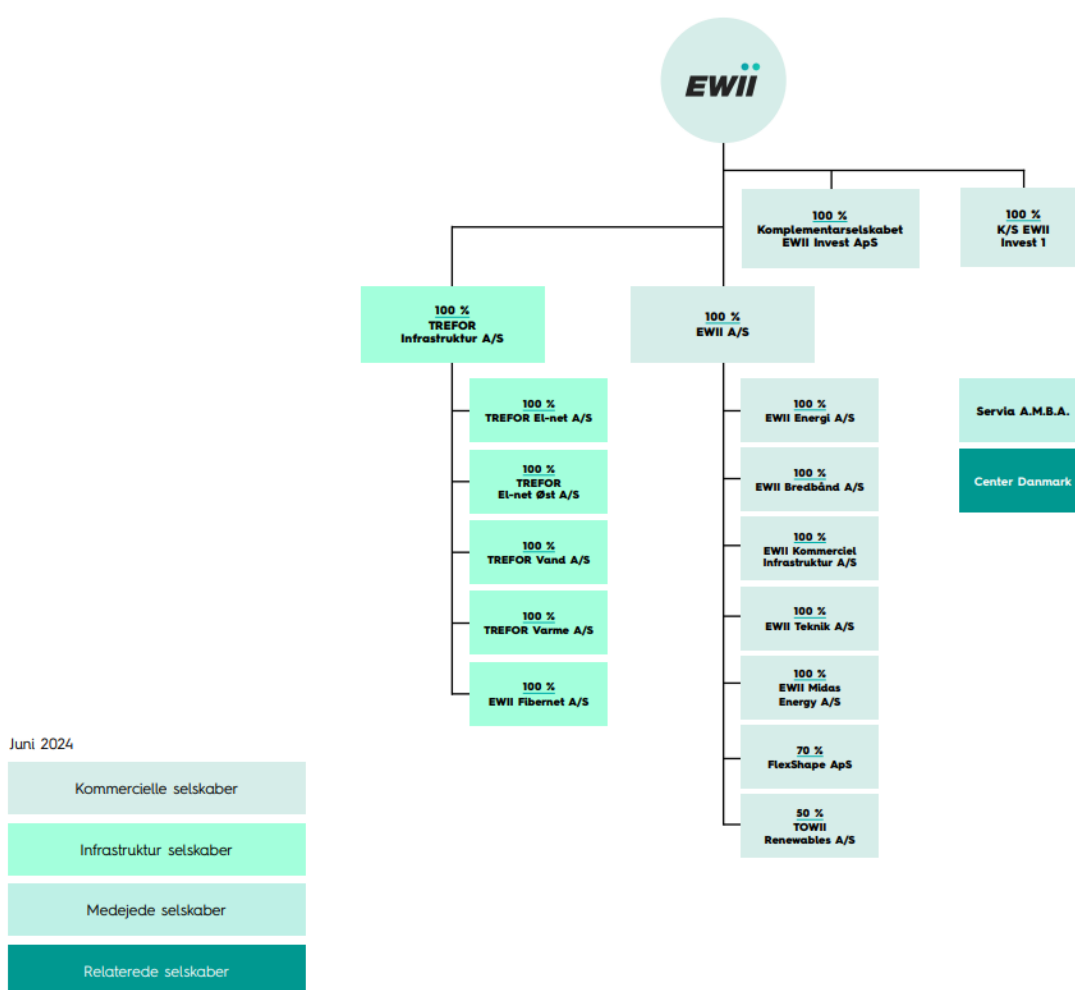 EWii
100 %
Komplementarselskabet
EWII Invest ApS
100 %
K/S EWII
Invest 1
100 %
TREFOR
Infrastruktur A/S
100 %
EWII A/S
100 %
TREFOR El-net A/S
100 %
TREFOR
El-net Øst A/S
100 %
TREFOR Vand A/S
100 %
TREFOR Varme A/S
100 %
EWII Fibernet A/S
100 %
EWII Energi A/S
100 %
EWII Bredbånd A/S
100 %
EWII Kommerciel
Infrastruktur A/S
100 %
EWII Teknik A/S
100 %
EWII Midas
Energy A/S
70 %
FlexShape ApS
50 %
TOWII
Renewables A/S
Servia A.M.B.A.
Center Danmark
Juni 2024
Kommercielle selskaber
Infrastruktur selskaber
Medejede selskaber
Relaterede selskaber